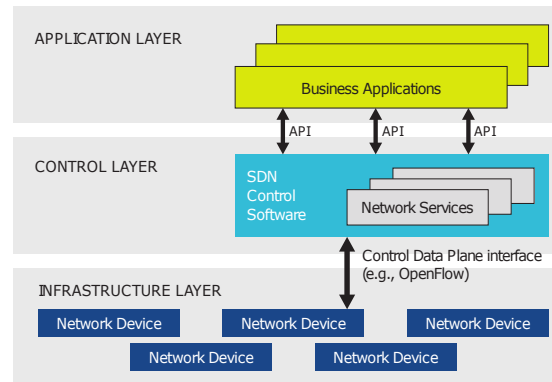 APPLICATION LAYER
Business Applications
API
API
API
CONTROL LAYER
SDN
Control
Software
Network Services
Control Data Plane interface
(e.g., OpenFlow)
INFRASTRUCTURE LAYER
Network Device
Network Device
Network Device
Network Device
Network Device